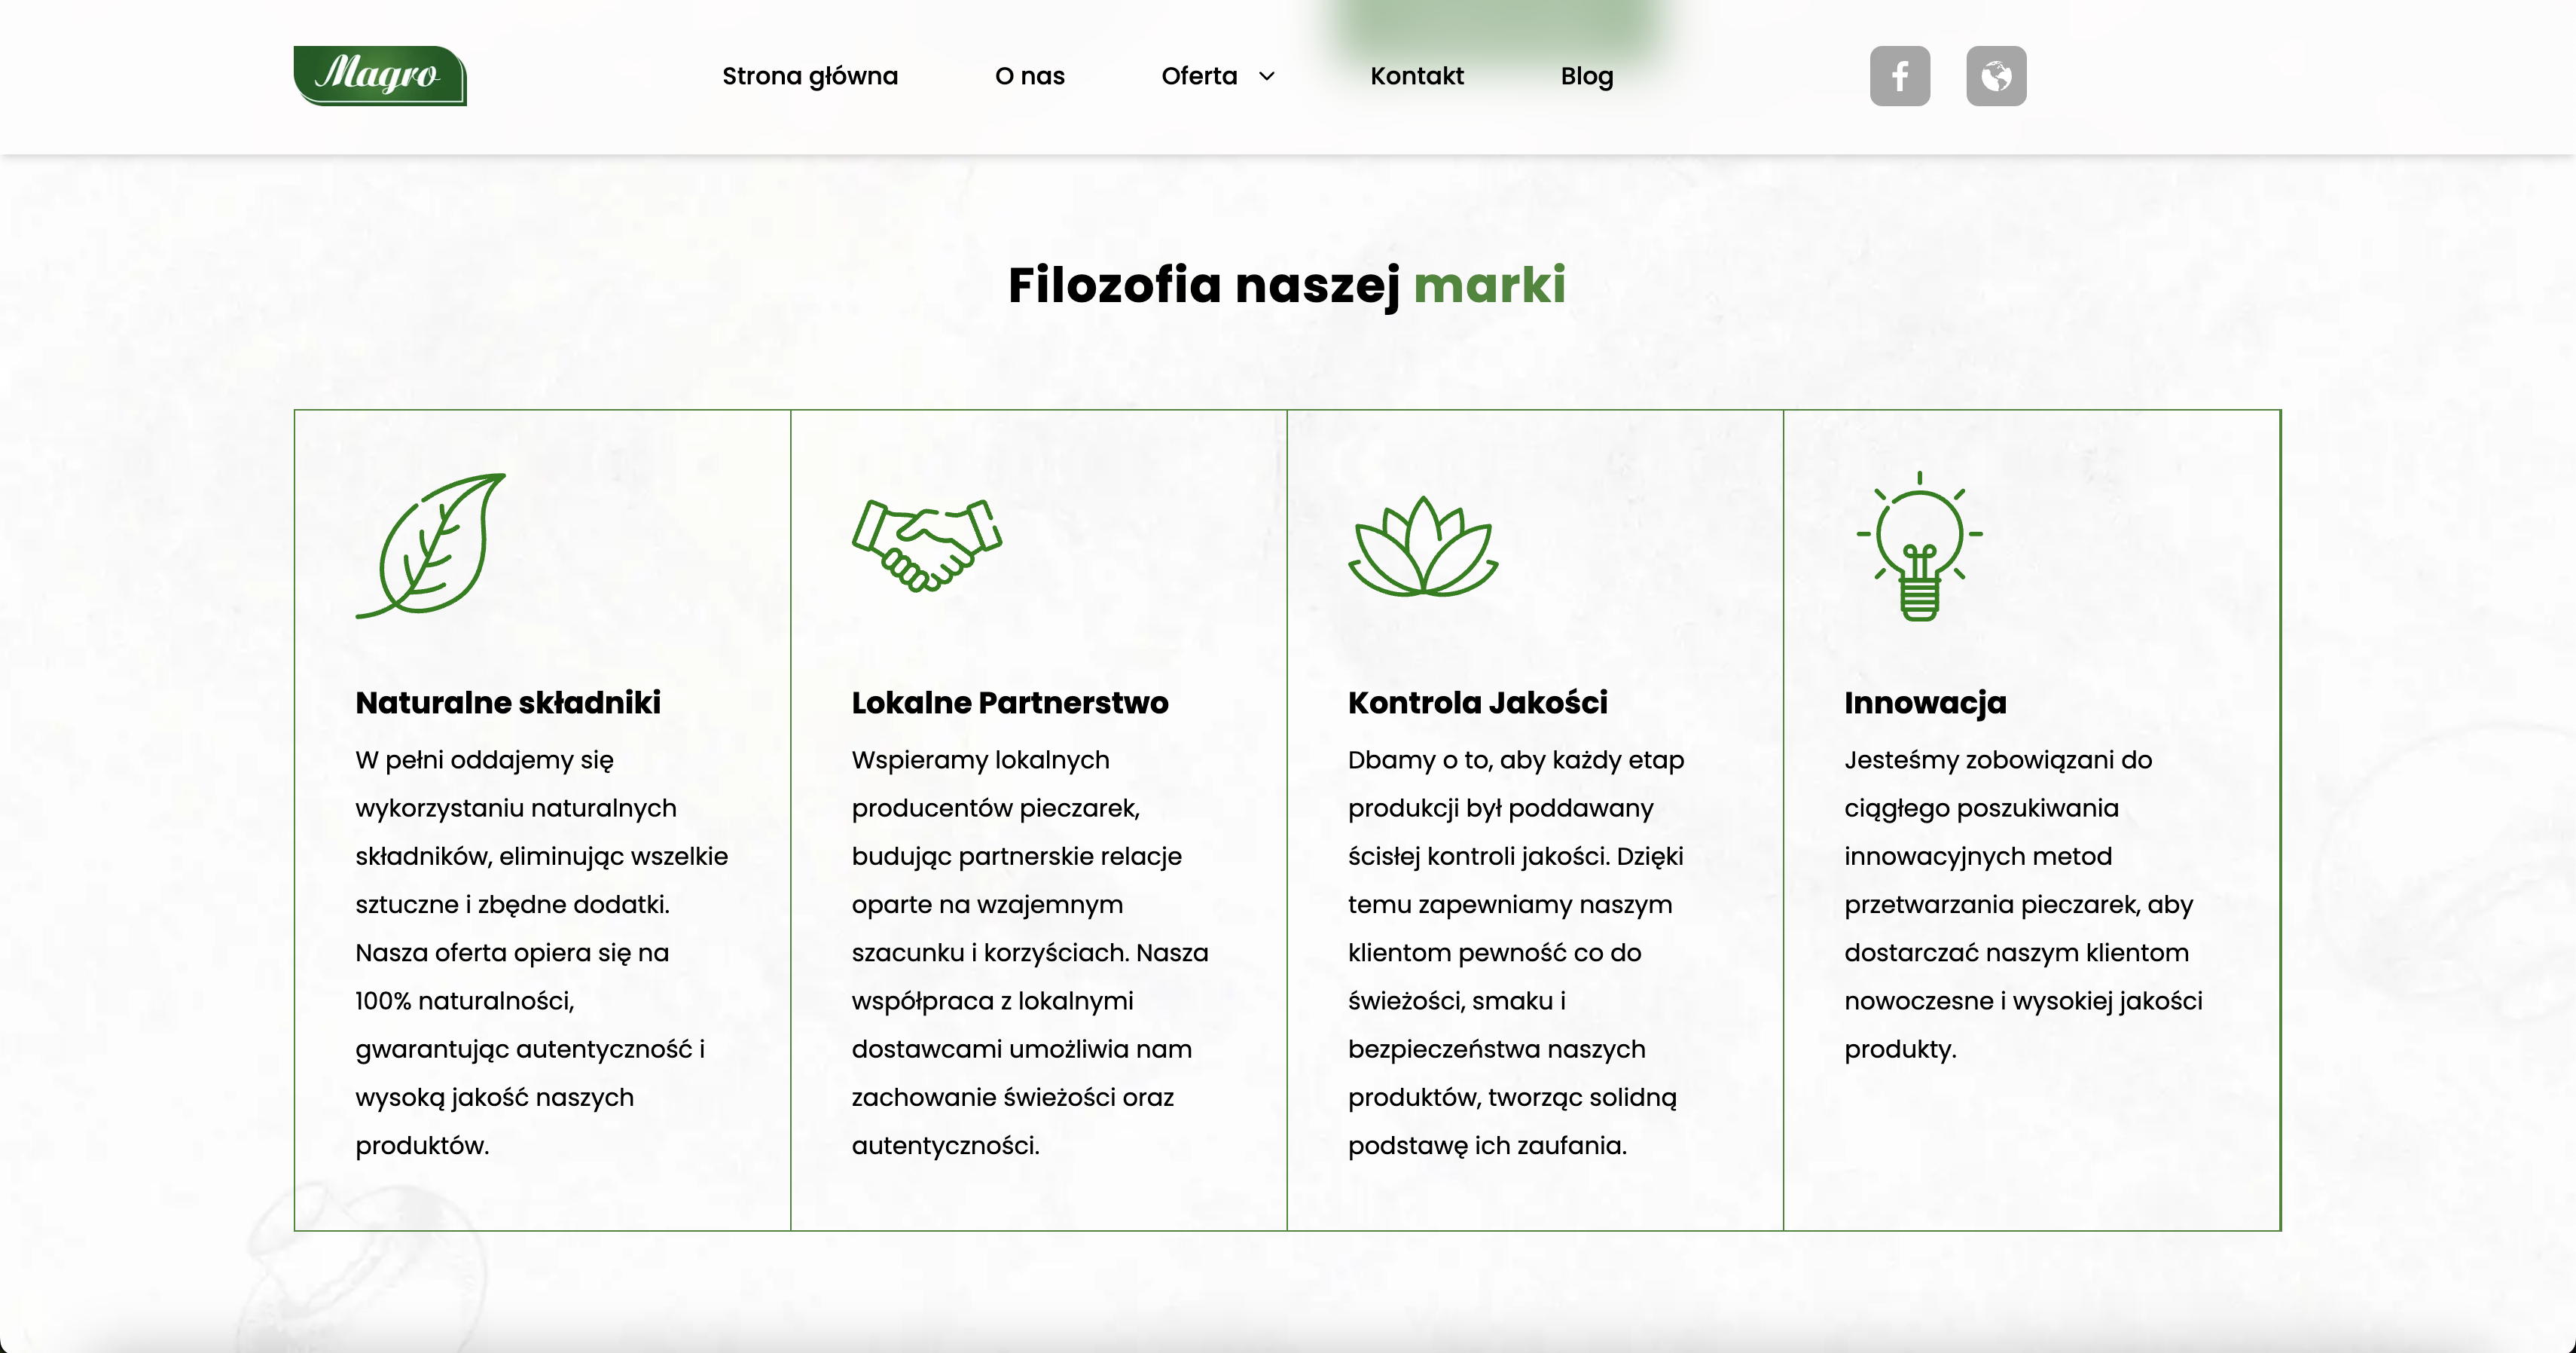 Magro
Strona główna
O nas
Oferta
Kontakt
Blog
Filozofia naszej marki
Naturalne składniki
W pełni oddajemy się
wykorzystaniu naturalnych
składników, eliminując wszelkie
sztuczne i zbędne dodatki.
Nasza oferta opiera się na
100% naturalności,
gwarantując autentyczność i
wysoką jakość naszych
produktów.
Lokalne Partnerstwo
Wspieramy lokalnych
producentów pieczarek,
budując partnerskie relacje
oparte na wzajemnym
szacunku i korzyściach. Nasza
współpraca z lokalnymi
dostawcami umożliwia nam
zachowanie świeżości oraz
autentyczności.
Kontrola Jakości
Dbamy o to, aby każdy etap
produkcji był poddawany
ścisłej kontroli jakości. Dzięki
temu zapewniamy naszym
klientom pewność co do
świeżości, smaku i
bezpieczeństwa naszych
produktów, tworząc solidną
podstawę ich zaufania.
Innowacja
Jesteśmy zobowiązani do
ciągłego poszukiwania
innowacyjnych metod
przetwarzania pieczarek, aby
dostarczać naszym klientom
nowoczesne i wysokiej jakości
produkty.